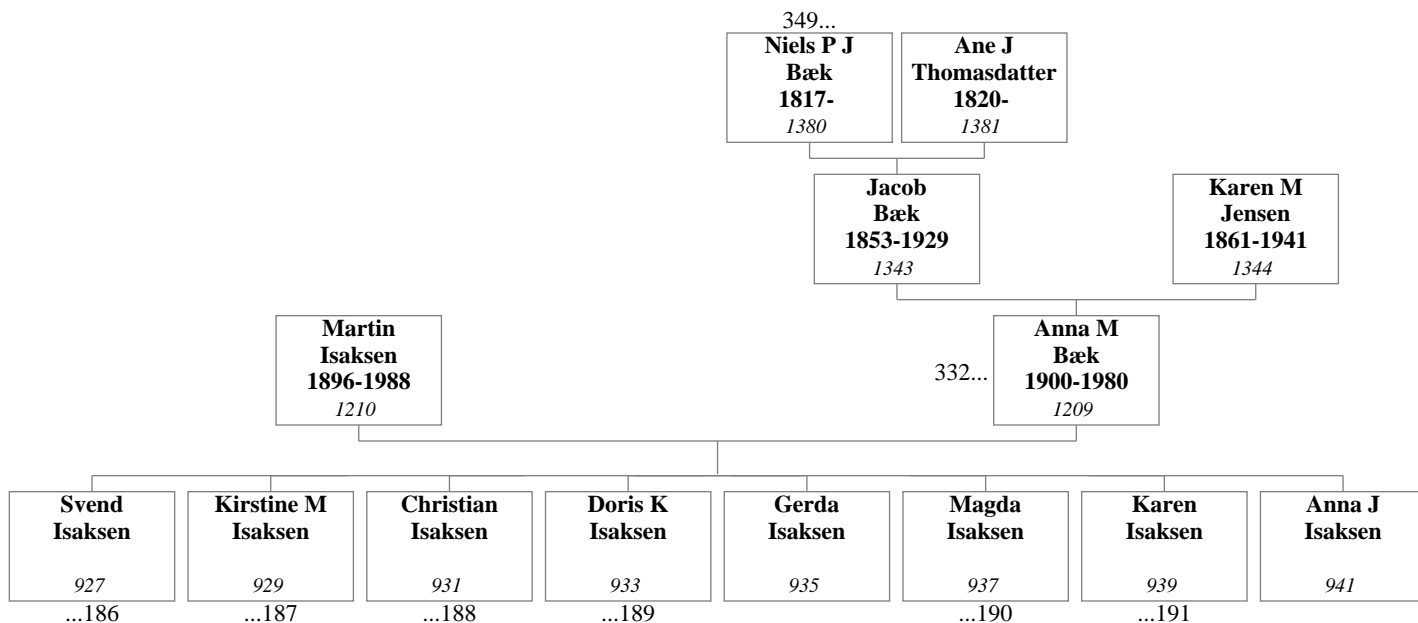 349...
Niels P J
Bæk
1817-
1380
Ane J
Thomasdatter
1820-
1381
Jacob
Bæk
1853-1929
1343
Karen M
Jensen
1861-1941
1344
Martin
Isaksen
1896-1988
1210
332...
Anna M
Bæk
1900-1980
1209
Svend
Isaksen
927
...186
Kirstine M
Isaksen
929
...187
Christian
Isaksen
931
...188
Doris K
Isaksen
933
...189
Gerda
Isaksen
935
Magda
Isaksen
937
...190
Karen
Isaksen
939
...191
Anna J
Isaksen
941